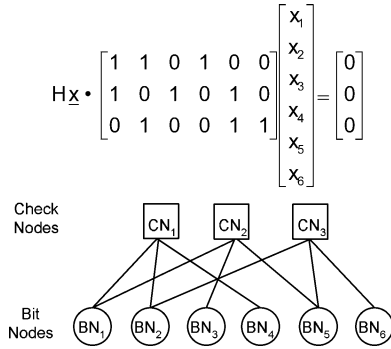 H x • [ 1 1 0 1 0 0 ] [ x1 ] [ 0 ]
[ 1 0 1 0 1 0 ] [ x2 ] = [ 0 ]
[ 0 1 0 0 1 1 ] [ x3 ] [ 0 ]
x4
x5
x6
Check Nodes CN1 CN2 CN3
Bit Nodes BN1 BN2 BN3 BN4 BN5 BN6